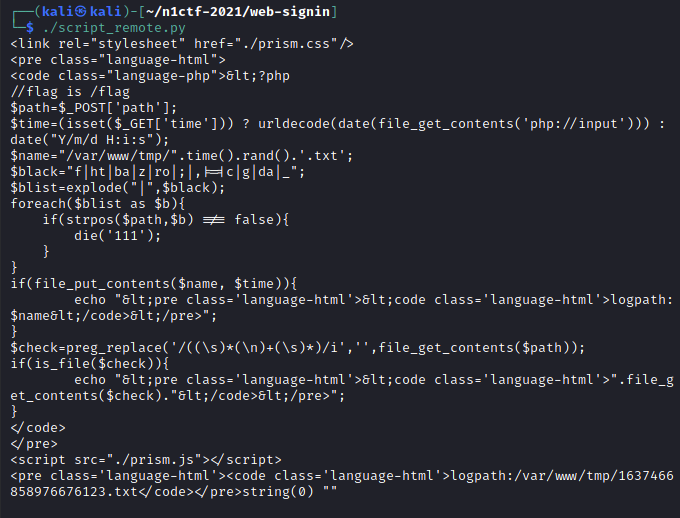 ┌──(kali㉿kali)-[~/n1ctf-2021/web-signin]
└─$ ./script_remote.py
<link rel="stylesheet" href="./prism.css"/>
<pre class="language-html">
<code class="language-php">&lt;?php
//flag is /flag
$path=$_POST['path'];
$time=(isset($_GET['time'])) ? urldecode(date(file_get_contents('php://input'))) :
date("Y/m/d H:i:s");
$name="/var/www/tmp/".time().rand().'.txt';
$black="f|ht|ba|z|ro|;|,|=|c|g|da|_";
$blist=explode("|",$black);
foreach($blist as $b){
    if(strpos($path,$b) !== false){
        die('111');
    }
}
if(file_put_contents($name, $time)){
        echo "&lt;pre class='language-html'>&lt;code class='language-html'>logpath:
$name&lt;/code>&lt;/pre>";
}
$check=preg_replace('/((\s)*(\n)+(\s)*)/i','',file_get_contents($path));
if(is_file($check)){
        echo "&lt;pre class='language-html'>&lt;code class='language-html'>".file_g
et_contents($check)."&lt;/code>&lt;/pre>";
}
</code>
</pre>
<script src="./prism.js"></script>
<pre class='language-html'><code class='language-html'>logpath:/var/www/tmp/1637466
858976676123.txt</code></pre>string(0) ""